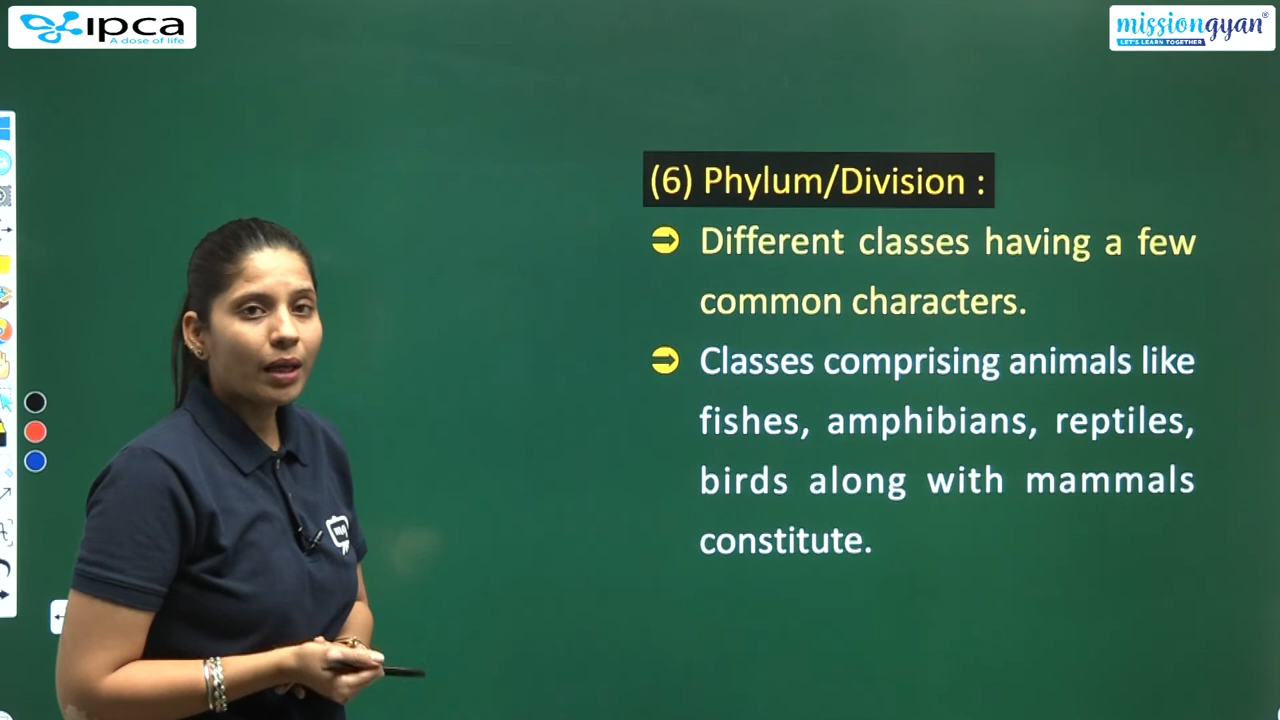 ipca
A dose of life
missiongyan®
LET'S LEARN TOGETHER
(6) Phylum/Division :
Different classes having a few
common characters.
Classes comprising animals like
fishes, amphibians, reptiles,
birds along with mammals
constitute.